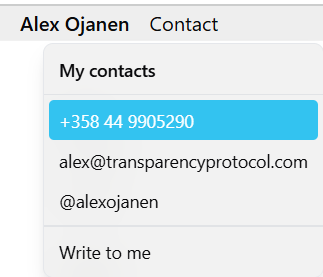 Alex Ojanen Contact
My contacts
+358 44 9905290
alex@transparencyprotocol.com
@alexojanen
Write to me